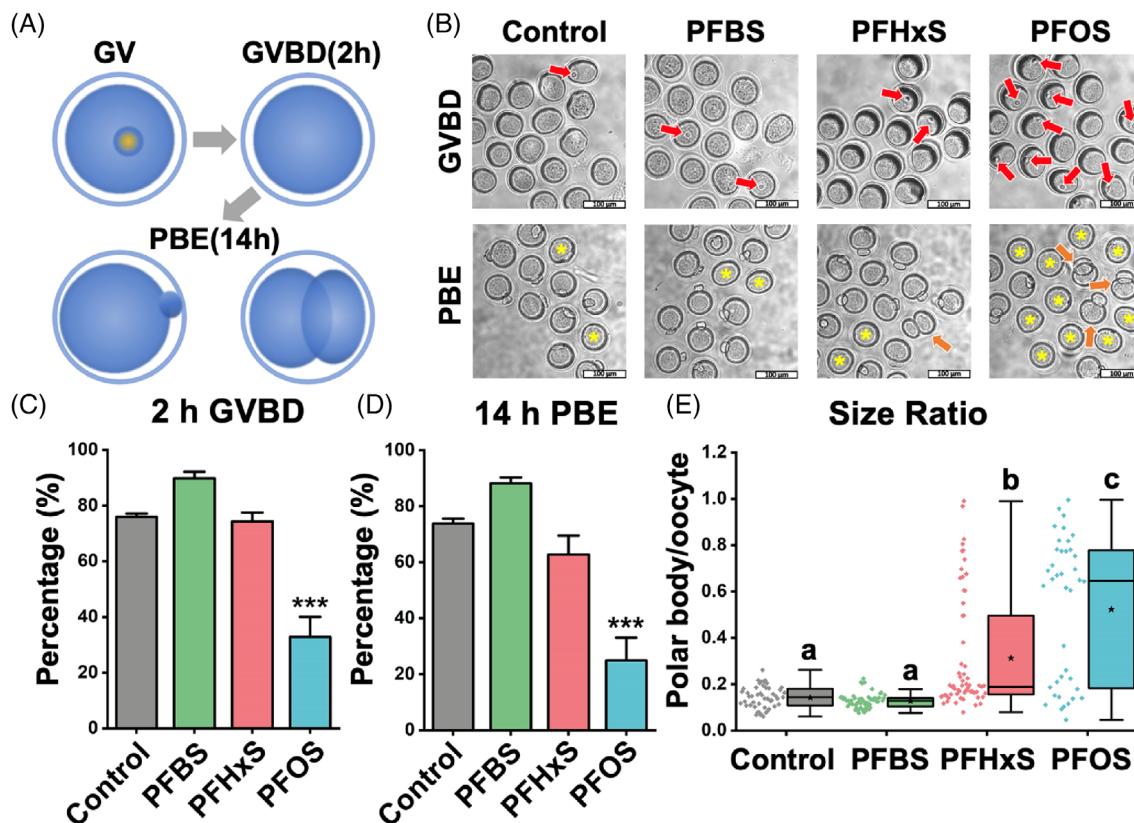 (A)
GV
GVBD(2h)
PBE(14h)
(B)
Control
PFBS
PFHxS
PFOS
GVBD
100 μm
100 μm
100 μm
100 μm
PBE
100 μm
100 μm
100 μm
100 μm
(C)
2 h GVBD
Percentage (%)
100
80
60
40
20
0
***
Control
PFBS
PFHxS
PFOS
(D)
14 h PBE
Percentage (%)
100
80
60
40
20
0
***
Control
PFBS
PFHxS
PFOS
(E)
Size Ratio
Polar body/oocyte
1.2
1.0
0.8
0.6
0.4
0.2
0.0
a
a
b
c
Control
PFBS
PFHxS
PFOS